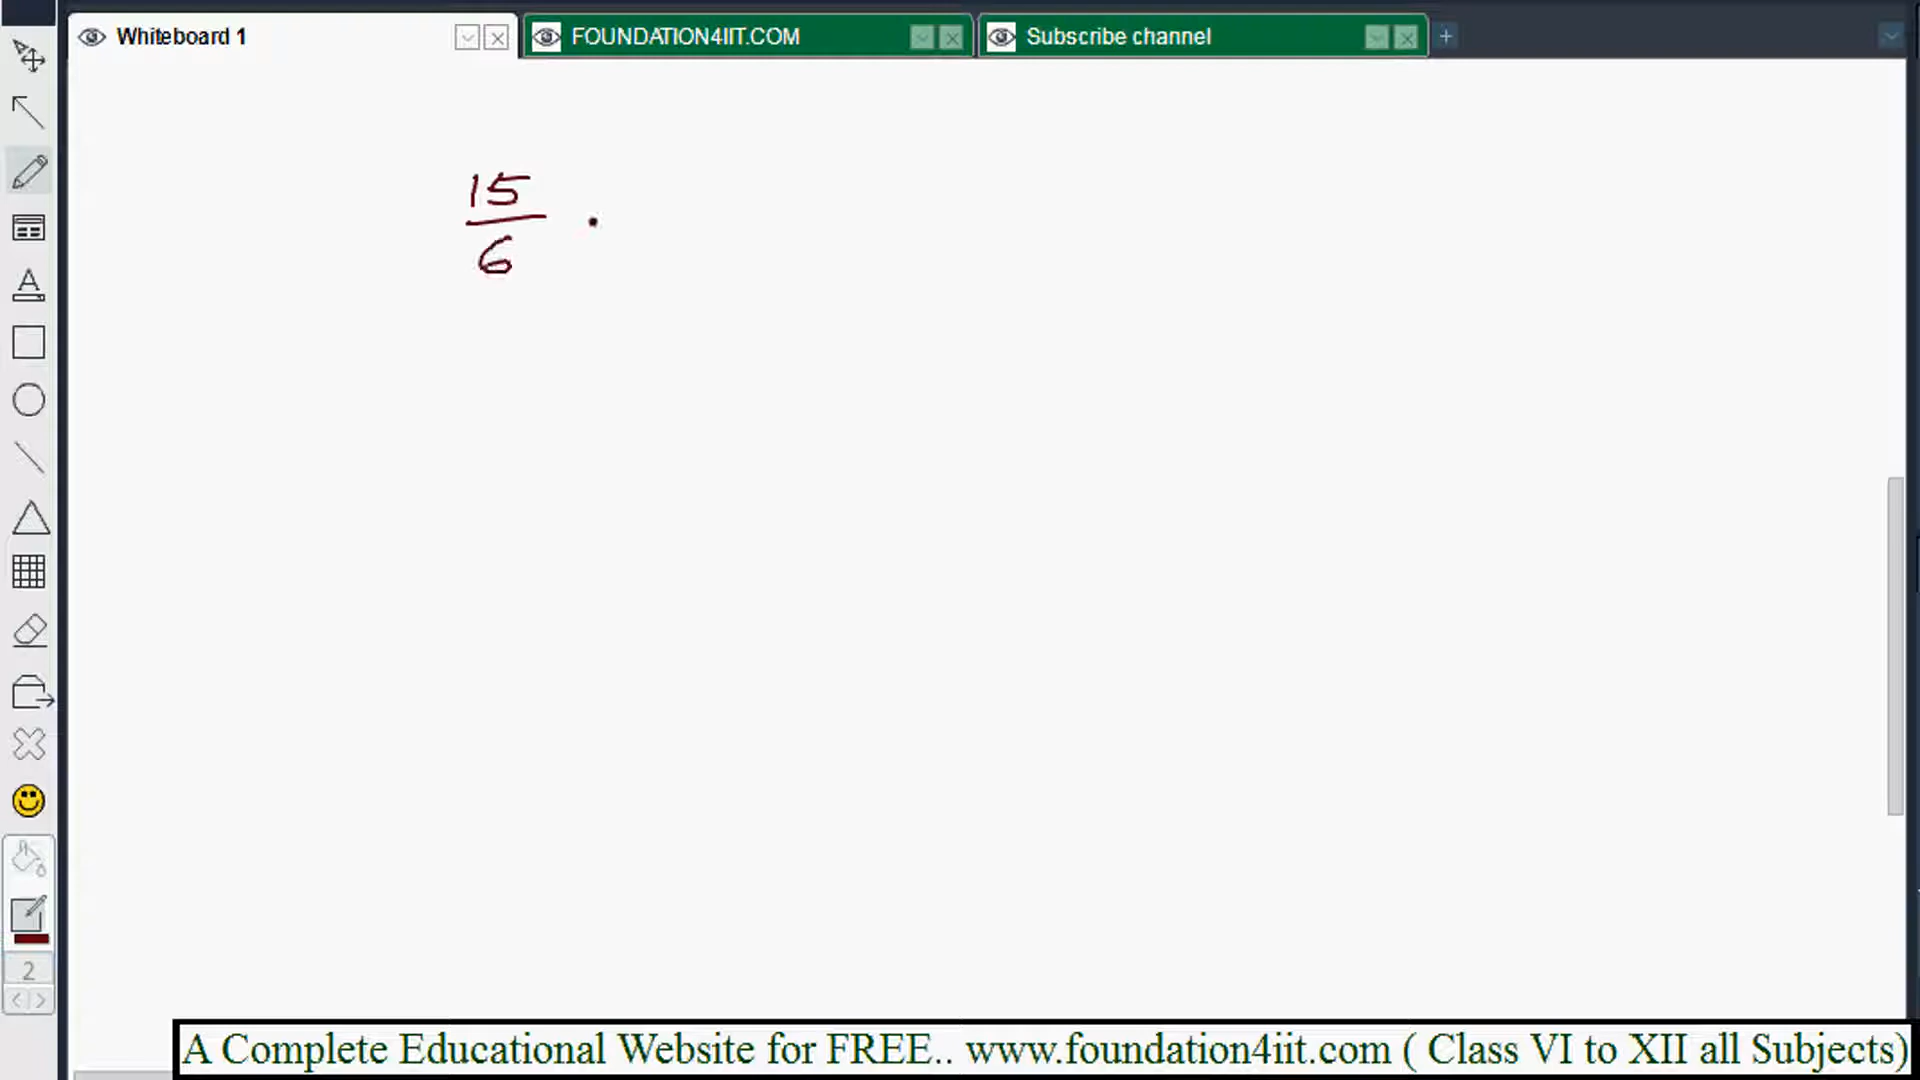 Whiteboard 1 FOUNDATION4IIT.COM Subscribe channel
15
6
2
A Complete Educational Website for FREE.. www.foundation4iit.com ( Class VI to XII all Subjects)